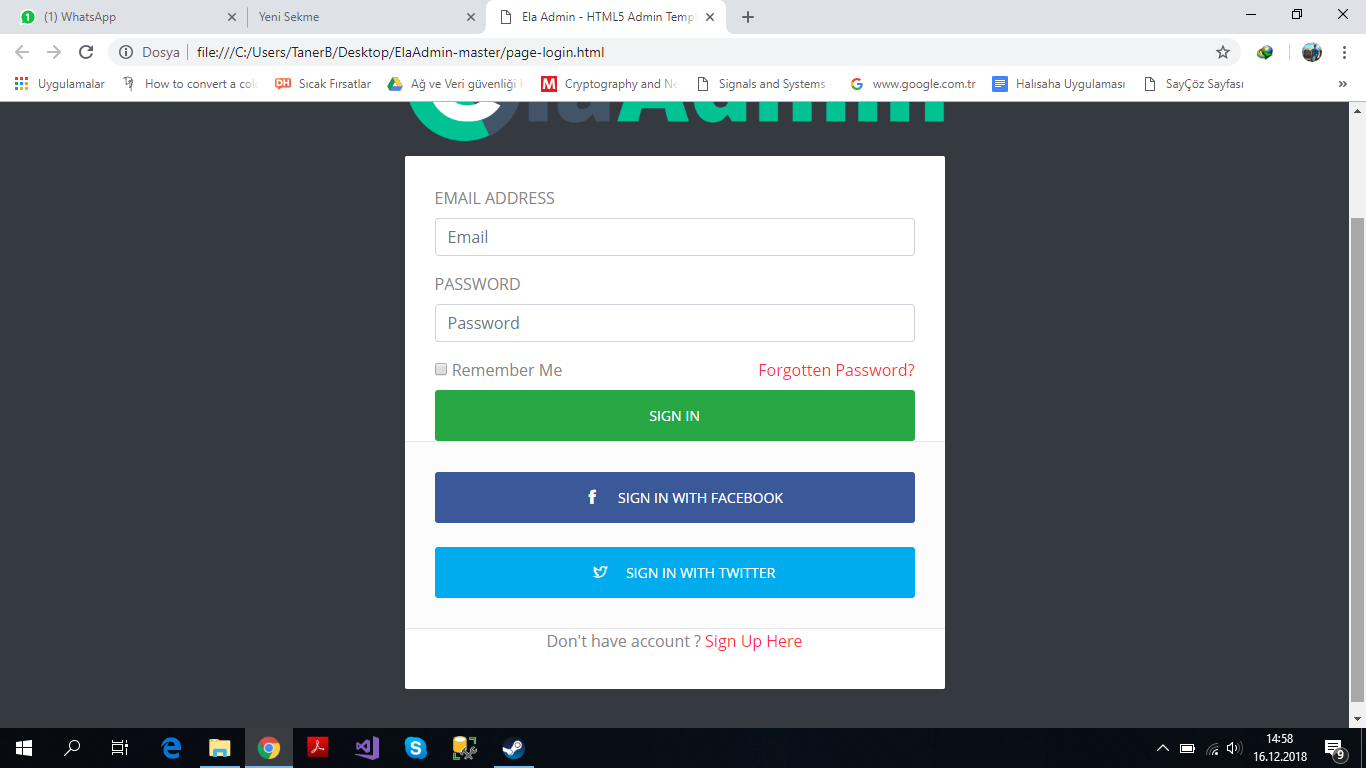 (1) WhatsApp
Yeni Sekme
Ela Admin - HTML5 Admin Temp
Dosya
file:///C:/Users/TanerB/Desktop/ElaAdmin-master/page-login.html
Uygulamalar
How to convert a col
DH Sıcak Fırsatlar
Ağ ve Veri güvenliği
M Cryptography and Ne
Signals and Systems
www.google.com.tr
Halısaha Uygulaması
SayÇöz Sayfası
»
elaAdmin
EMAIL ADDRESS
Email
PASSWORD
Password
Remember Me
Forgotten Password?
SIGN IN
SIGN IN WITH FACEBOOK
SIGN IN WITH TWITTER
Don't have account ? Sign Up Here
14:58
16.12.2018
9